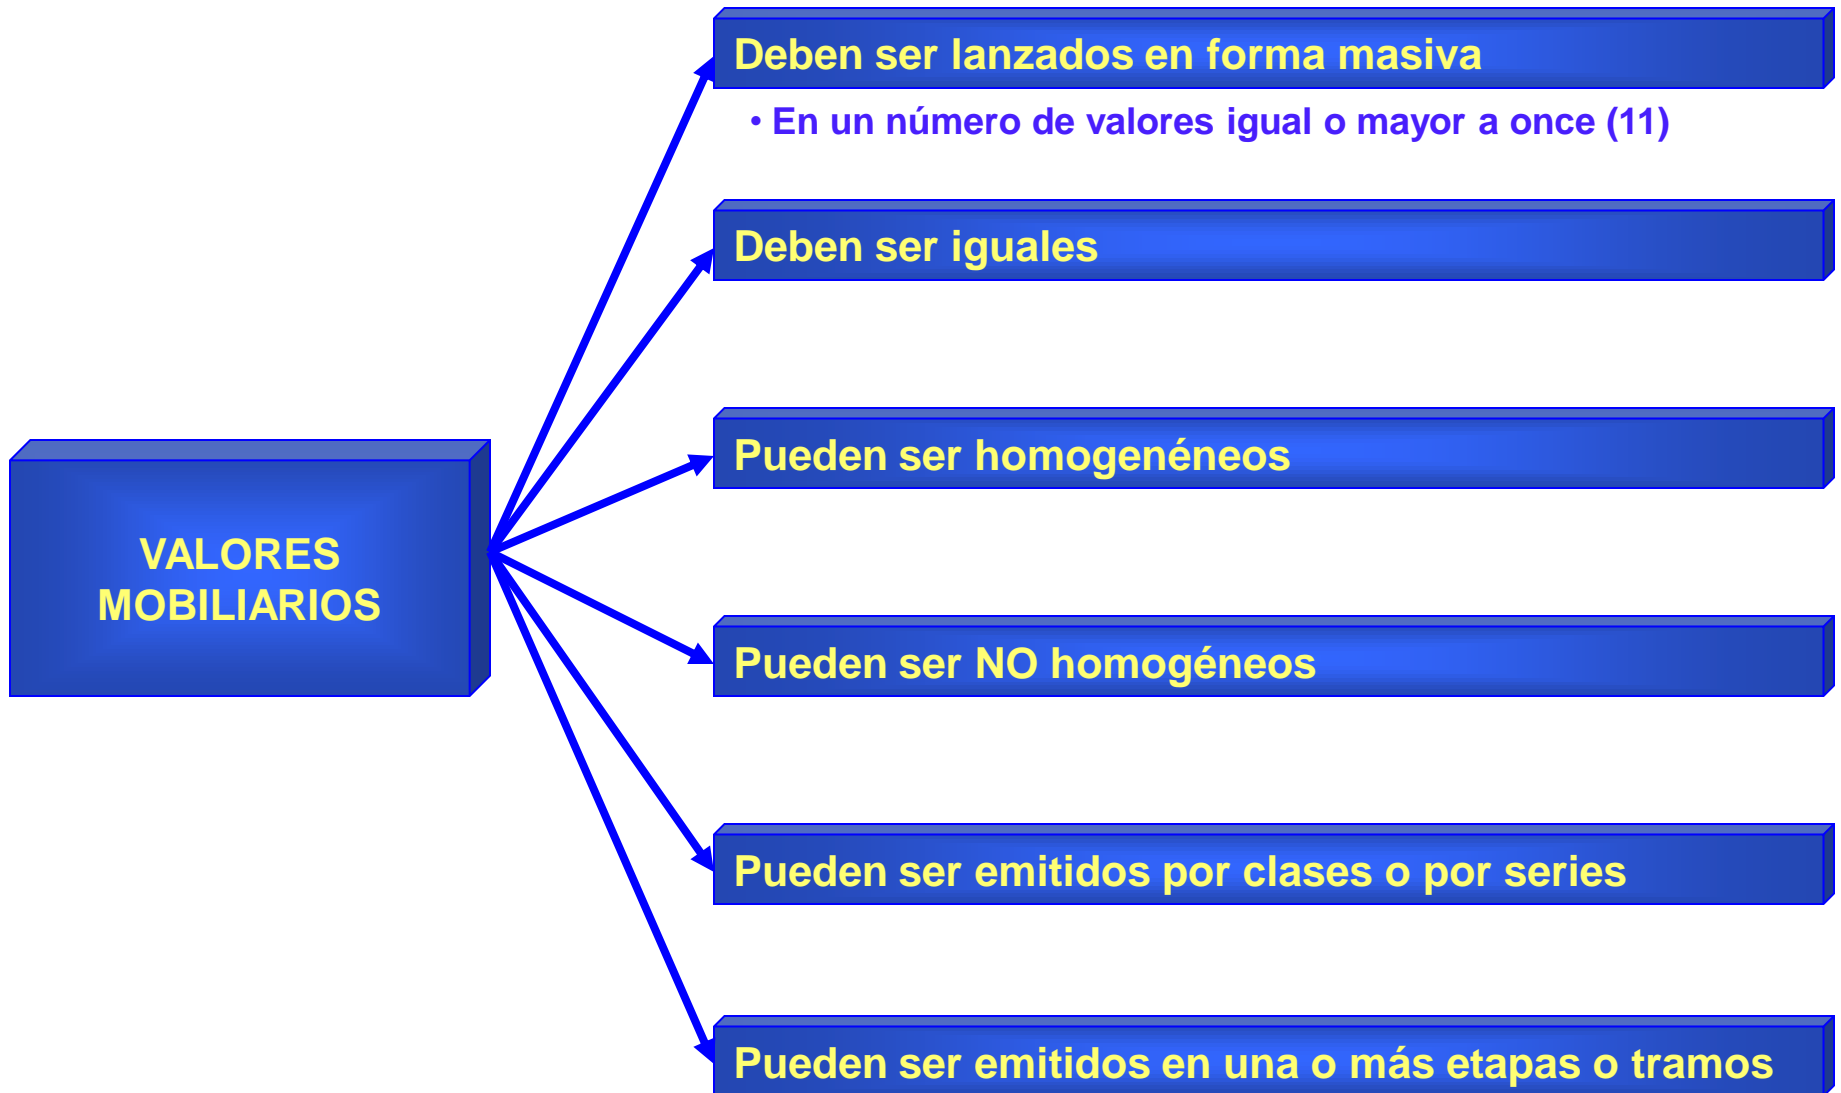 Deben ser lanzados en forma masiva
• En un número de valores igual o mayor a once (11)
Deben ser iguales
Pueden ser homogenéneos
VALORES
MOBILIARIOS
Pueden ser NO homogéneos
Pueden ser emitidos por clases o por series
Pueden ser emitidos en una o más etapas o tramos